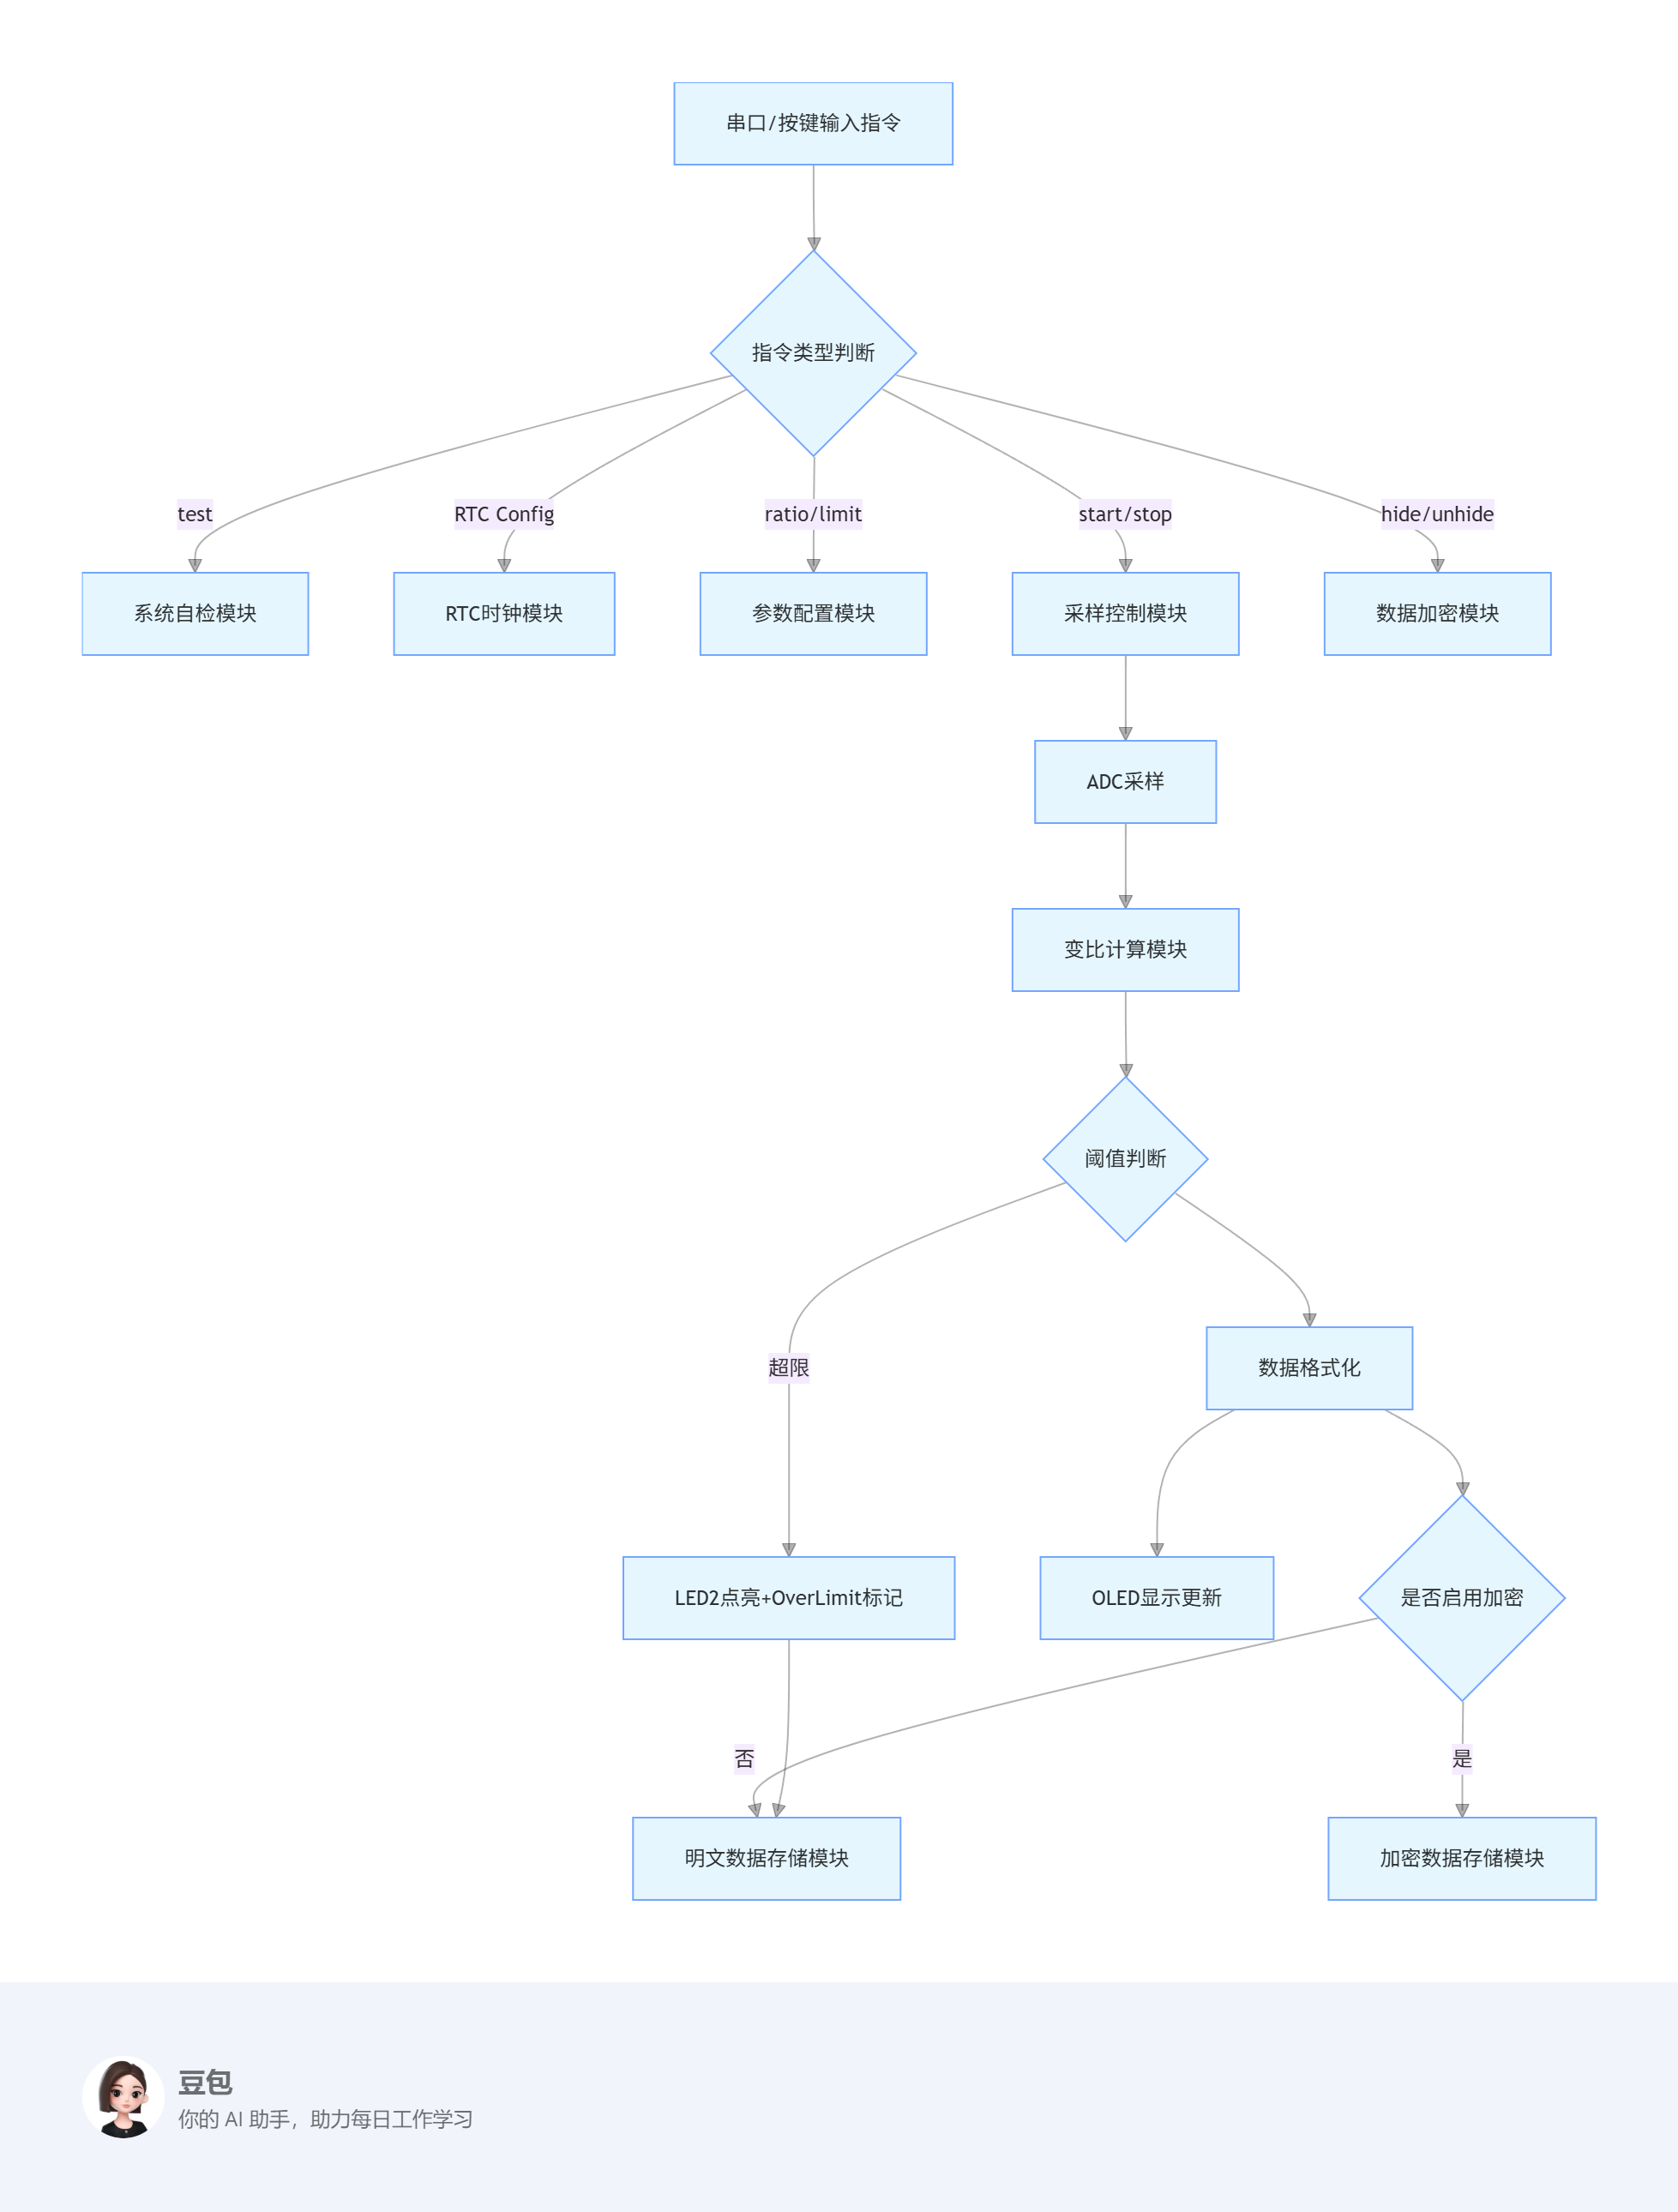 串口/按键输入指令
指令类型判断
test
RTC Config
ratio/limit
start/stop
hide/unhide
系统自检模块
RTC时钟模块
参数配置模块
采样控制模块
数据加密模块
ADC采样
变比计算模块
阈值判断
超限
数据格式化
LED2点亮+OverLimit标记
OLED显示更新
是否启用加密
否
是
明文数据存储模块
加密数据存储模块
豆包
你的 AI 助手，助力每日工作学习